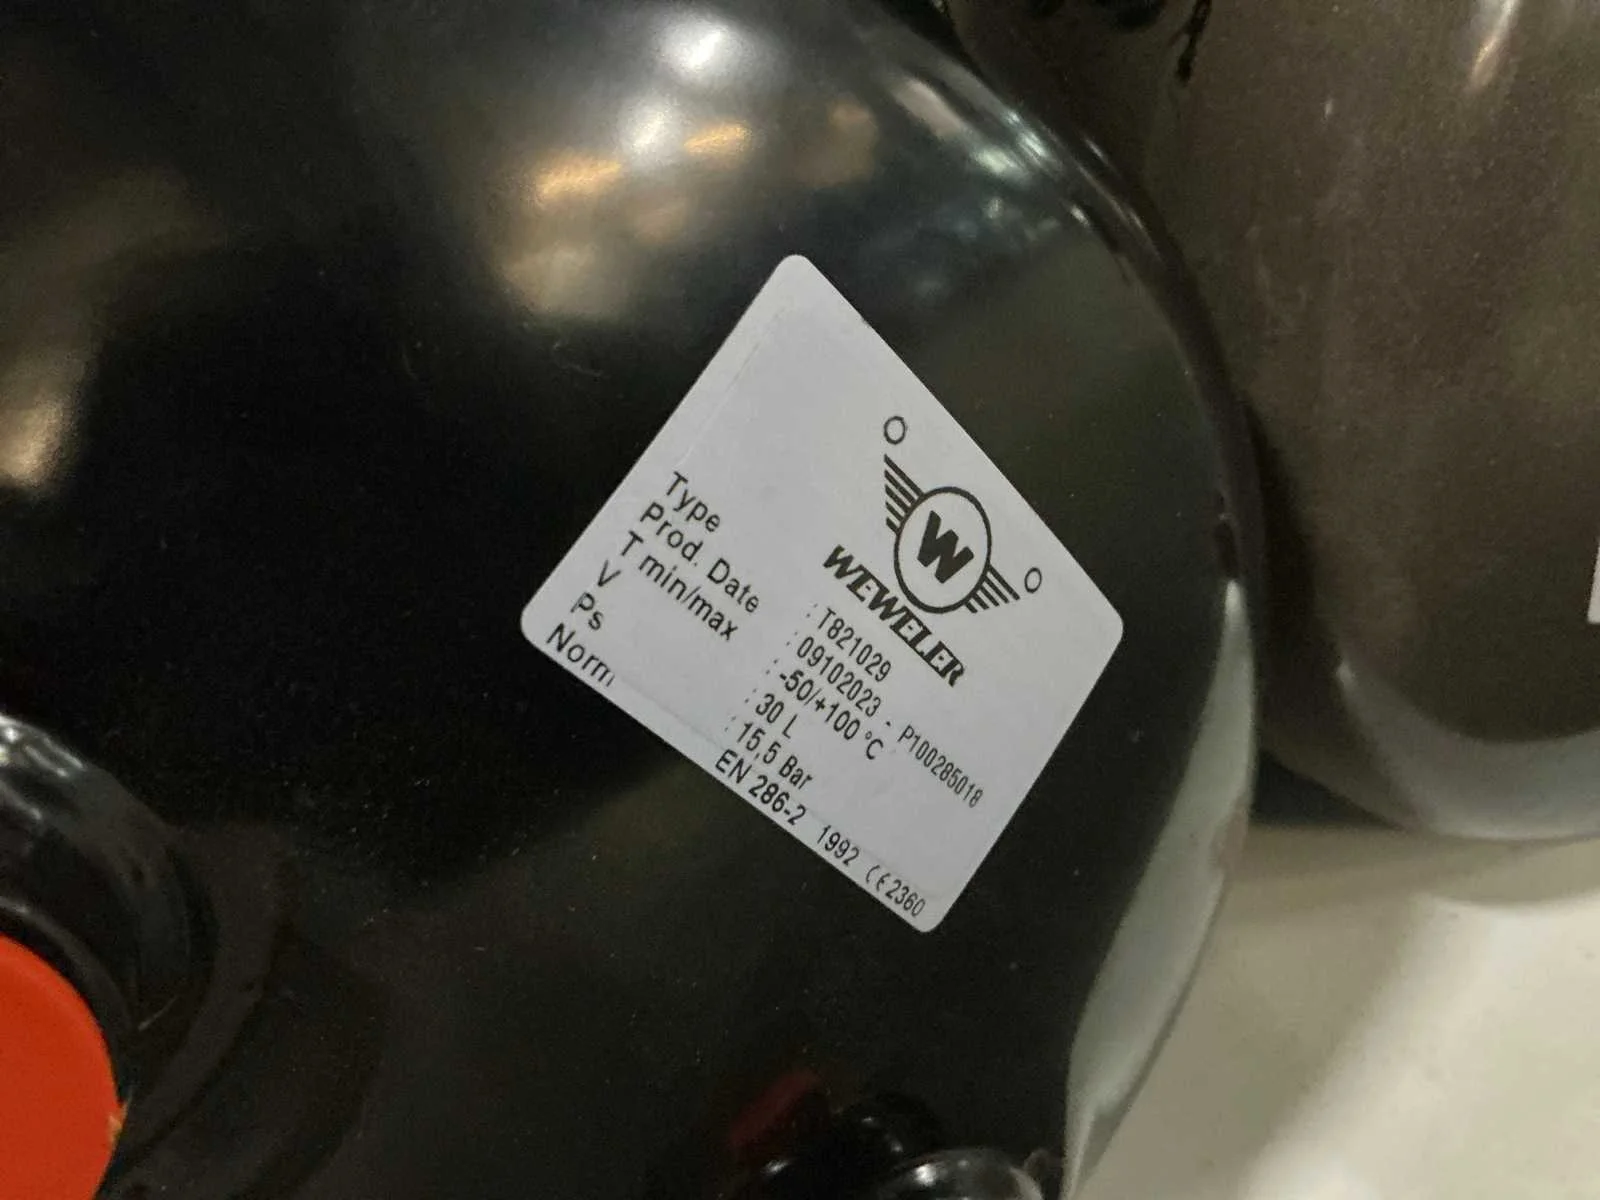 W
WEWELER
Type : T821029
Prod. Date : 09102023 - P100285018
T min/max : -50/+100 °C
V : 30 L
Ps : 15,5 Bar
Norm EN 286-2 1992 CE2360